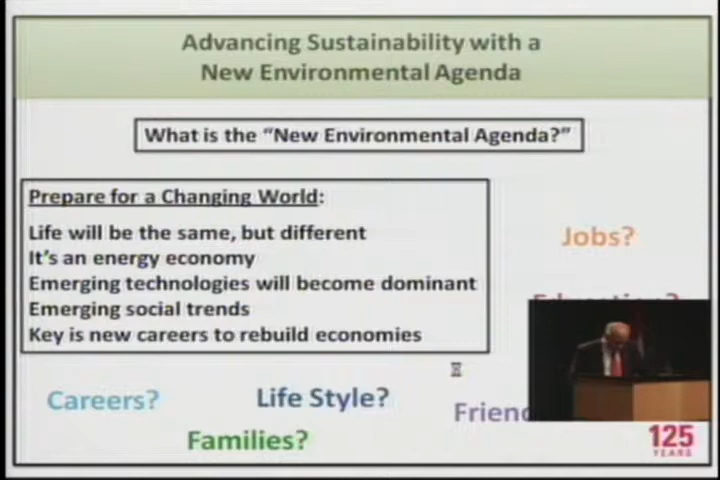 Advancing Sustainability with a
New Environmental Agenda
What is the “New Environmental Agenda?”
Prepare for a Changing World:
Life will be the same, but different
It’s an energy economy
Emerging technologies will become dominant
Emerging social trends
Key is new careers to rebuild economies
Jobs?
Careers?
Life Style?
Families?
125
YEARS